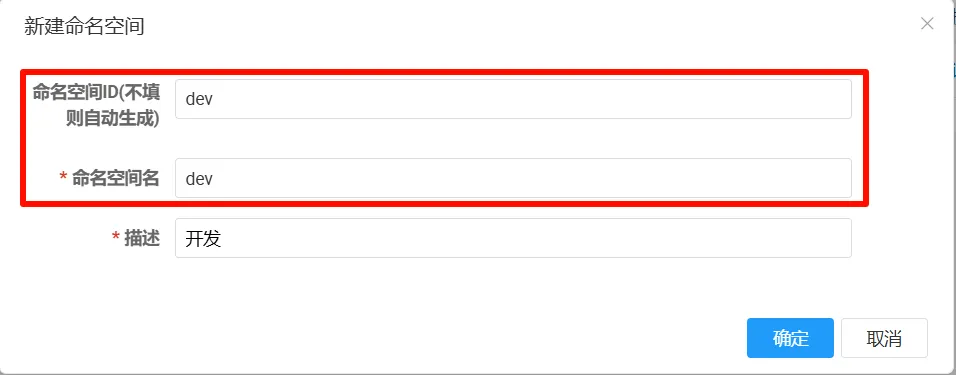 新建命名空间
命名空间ID(不填
则自动生成)
dev
* 命名空间名
dev
* 描述
开发
确定
取消